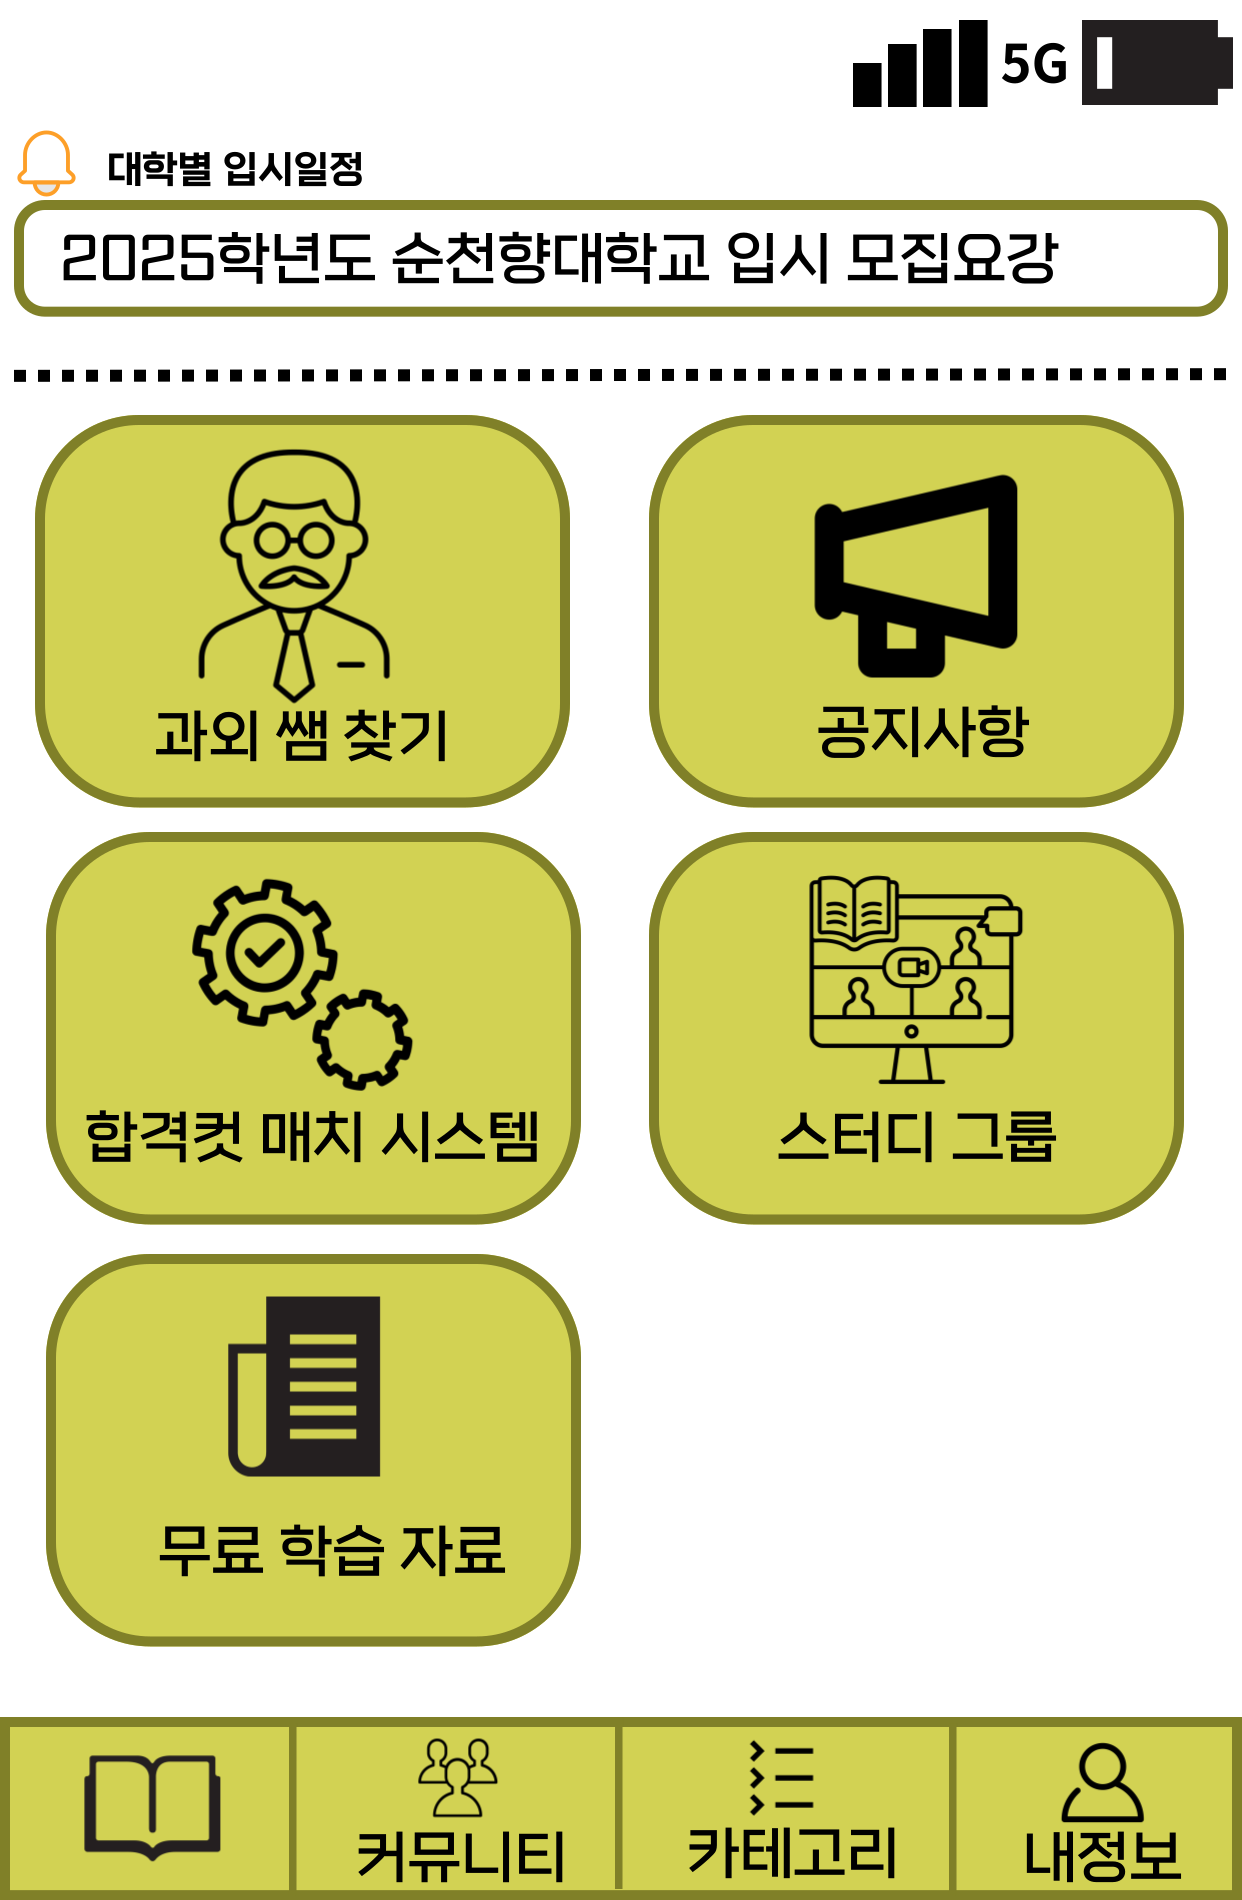 5G
대학별 입시일정
2025학년도 순천향대학교 입시 모집요강
과외 쌤 찾기
공지사항
합격컷 매치 시스템
스터디 그룹
무료 학습 자료
커뮤니티
카테고리
내정보